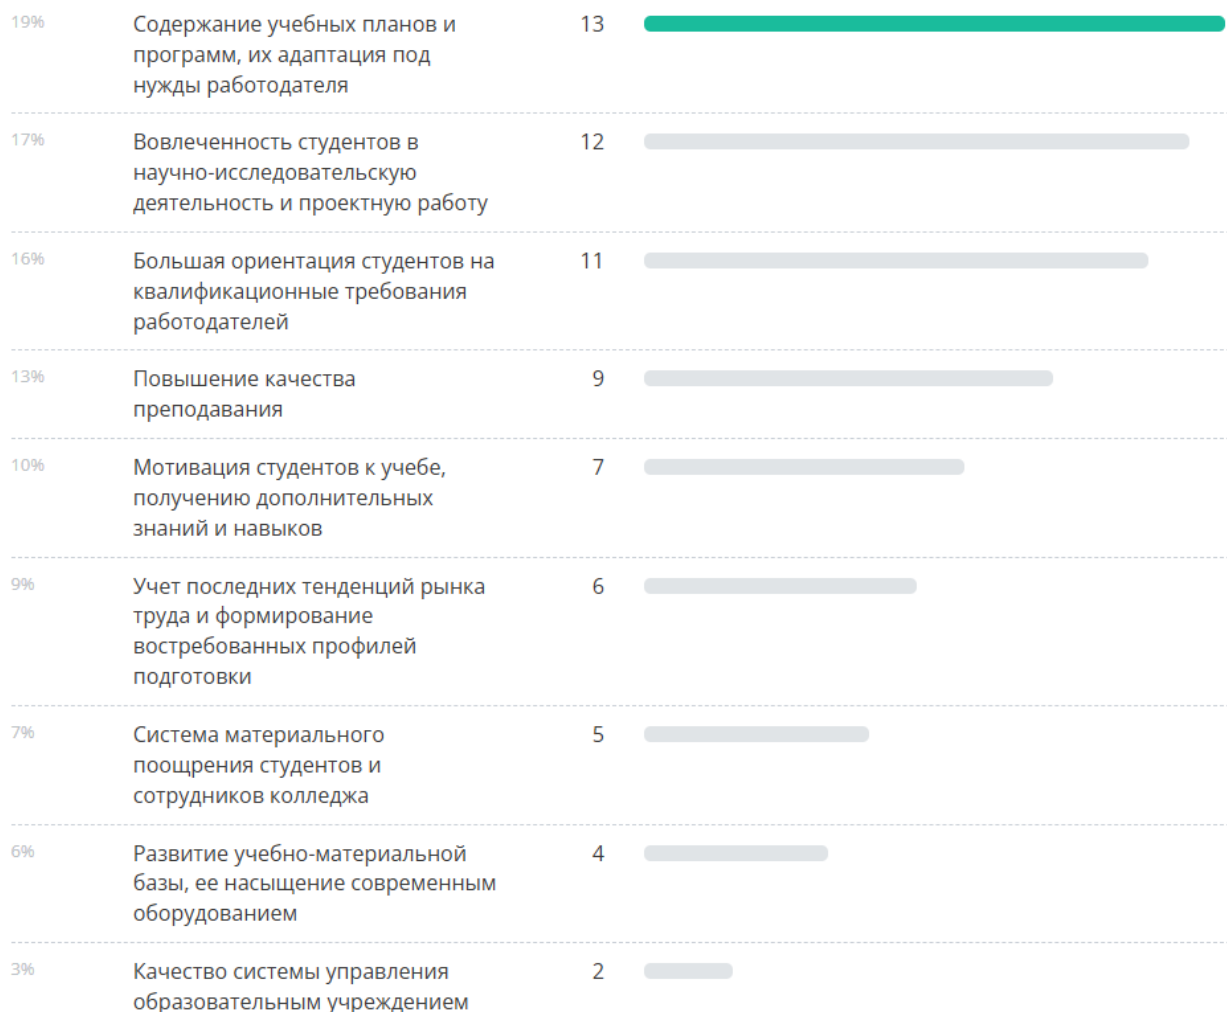 19% Содержание учебных планов и 13
программ, их адаптация под
нужды работодателя
17% Вовлеченность студентов в 12
научно-исследовательскую
деятельность и проектную работу
16% Большая ориентация студентов на 11
квалификационные требования
работодателей
13% Повышение качества 9
преподавания
10% Мотивация студентов к учебе, 7
получению дополнительных
знаний и навыков
9% Учет последних тенденций рынка 6
труда и формирование
востребованных профилей
подготовки
7% Система материального 5
поощрения студентов и
сотрудников колледжа
6% Развитие учебно-материальной 4
базы, ее насыщение современным
оборудованием
3% Качество системы управления 2
образовательным учреждением